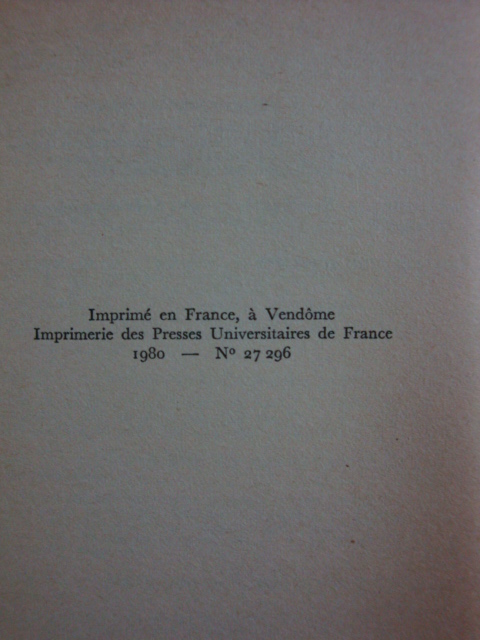 Imprimé en France, à Vendôme
Imprimerie des Presses Universitaires de France
1980 — Nº 27 296